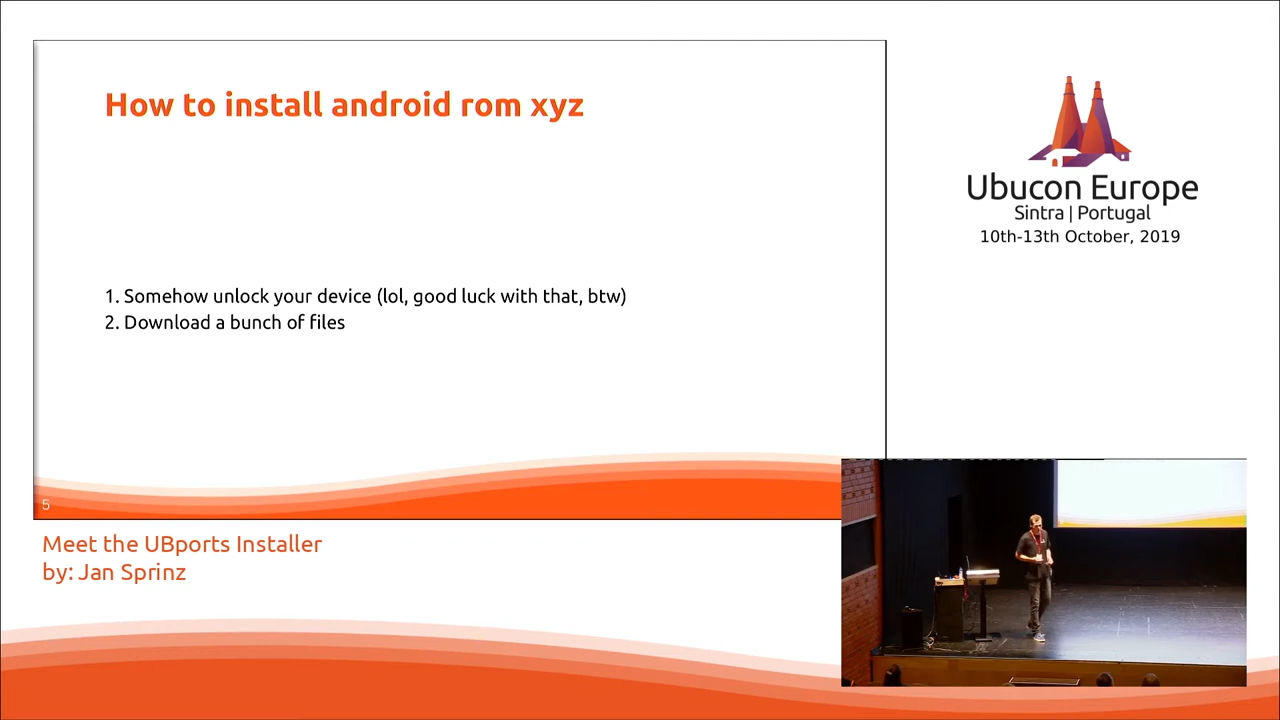 How to install android rom xyz
1. Somehow unlock your device (lol, good luck with that, btw)
2. Download a bunch of files
5
Meet the UBports Installer
by: Jan Sprinz
Ubucon Europe
Sintra | Portugal
10th-13th October, 2019